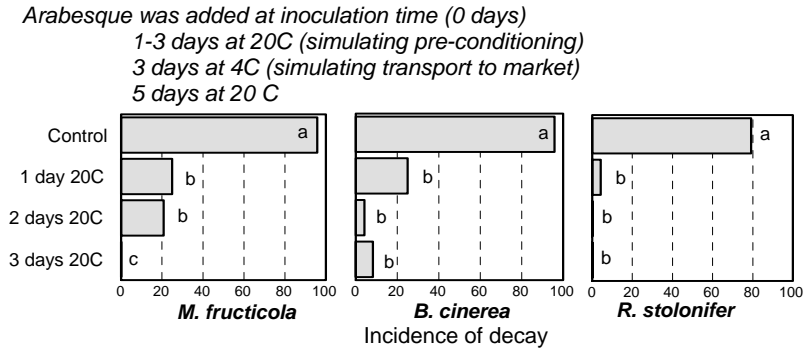 Arabesque was added at inoculation time (0 days)
1-3 days at 20C (simulating pre-conditioning)
3 days at 4C (simulating transport to market)
5 days at 20 C
Control a a a
1 day 20C b b b
2 days 20C b b b
3 days 20C c b b
0 20 40 60 80 100 0 20 40 60 80 100 0 20 40 60 80 100
M. fructicola B. cinerea R. stolonifer
Incidence of decay